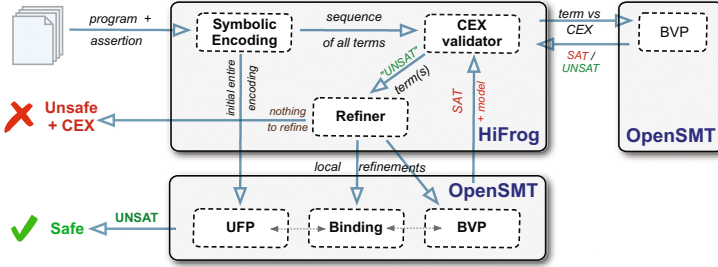 program +
assertion
Symbolic
Encoding
sequence
of all terms
CEX
validator
term vs
CEX
SAT /
UNSAT
BVP
OpenSMT
"UNSAT"
term(s)
initial entire
encoding
Unsafe
+ CEX
nothing
to refine
Refiner
SAT
+ model
HiFrog
local refinements
OpenSMT
Safe
UNSAT
UFP
Binding
BVP